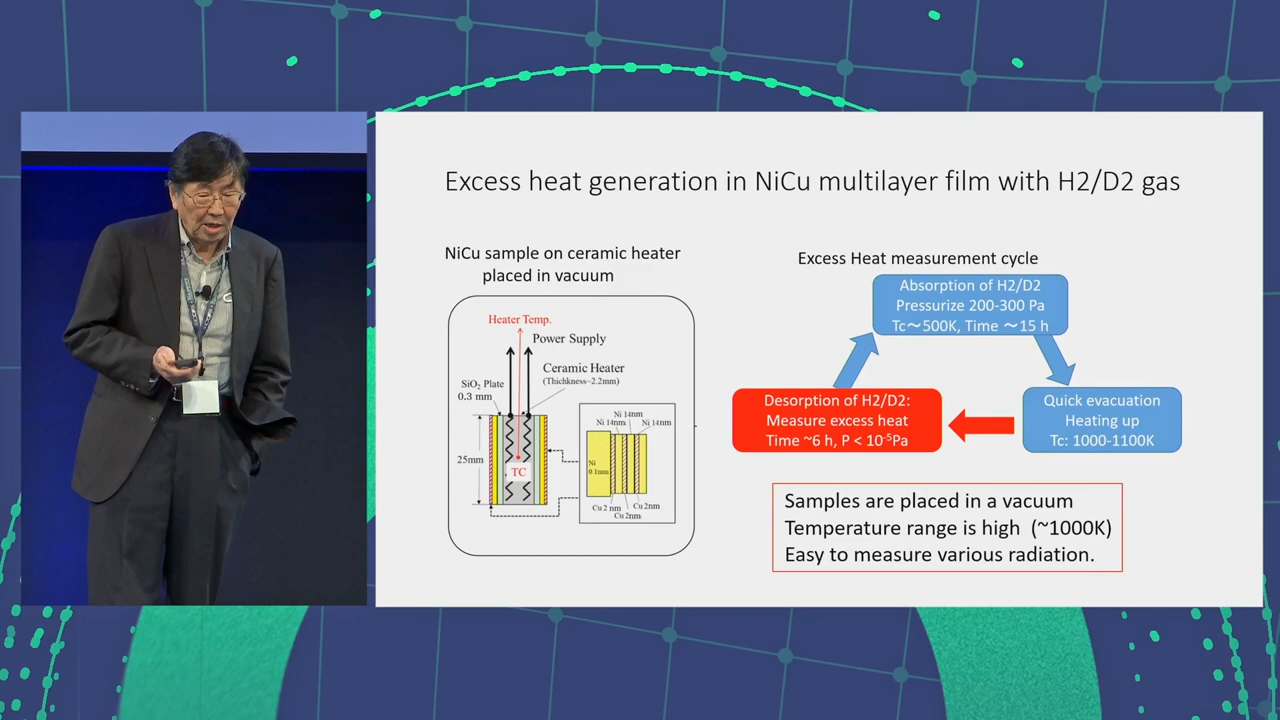 Excess heat generation in NiCu multilayer film with H2/D2 gas
NiCu sample on ceramic heater
placed in vacuum
Heater Temp.
Power Supply
Ceramic Heater
(Thichkness~2.2mm)
SiO₂ Plate
0.3 mm
25mm
TC
Ni 14nm
Ni 14nm
Ni 14nm
Ni
0.1mm
Cu 2 nm
Cu 2nm
Cu 2nm
Excess Heat measurement cycle
Absorption of H2/D2
Pressurize 200-300 Pa
Tc～500K, Time ～15 h
Quick evacuation
Heating up
Tc: 1000-1100K
Desorption of H2/D2:
Measure excess heat
Time ~6 h, P < 10⁻⁵Pa
Samples are placed in a vacuum
Temperature range is high (~1000K)
Easy to measure various radiation.